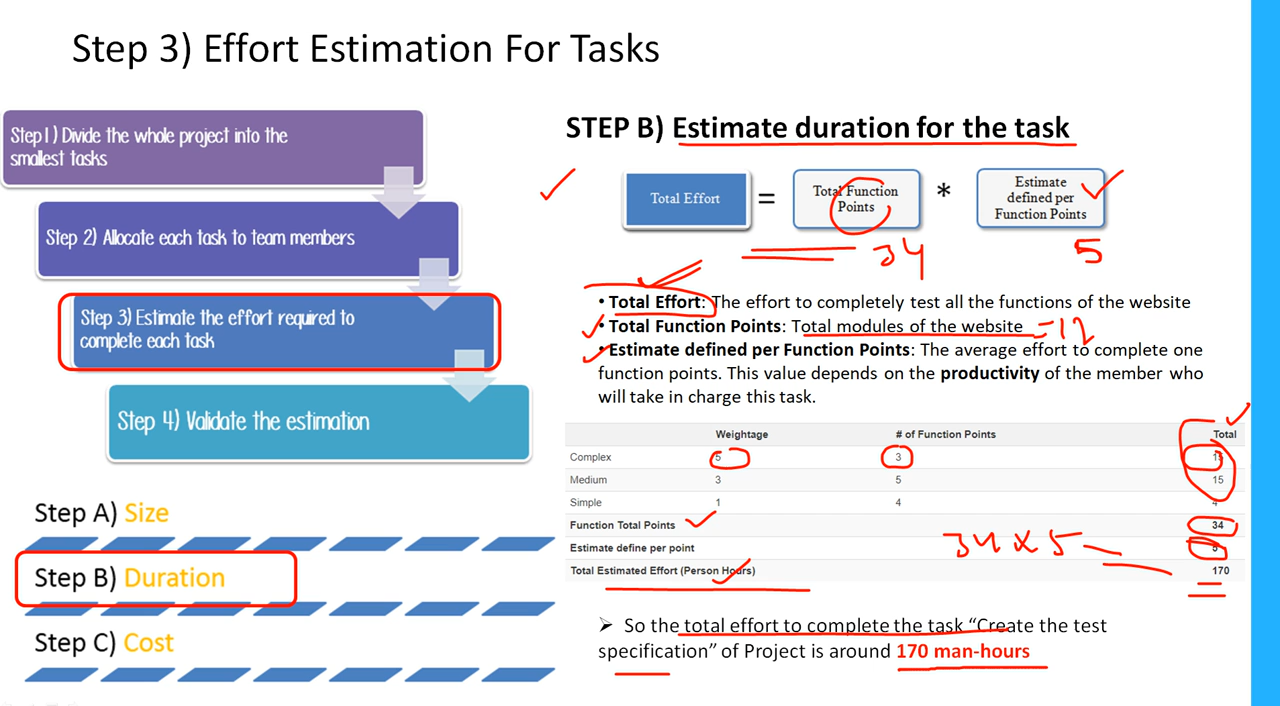 Step 3) Effort Estimation For Tasks
Step1) Divide the whole project into the
smallest tasks
Step 2) Allocate each task to team members
Step 3) Estimate the effort required to
complete each task
Step 4) Validate the estimation
Step A) Size
Step B) Duration
Step C) Cost
STEP B) Estimate duration for the task
Total Effort = Total Function
Points
* Estimate
defined per
Function Points
34 5
• Total Effort: The effort to completely test all the functions of the website
• Total Function Points: Total modules of the website =12
• Estimate defined per Function Points: The average effort to complete one
function points. This value depends on the productivity of the member who
will take in charge this task.
Weightage # of Function Points Total
Complex 5 3 15
Medium 3 5 15
Simple 1 4 4
Function Total Points 34
Estimate define per point 5
34 x 5
Total Estimated Effort (Person Hours) 170
➢ So the total effort to complete the task “Create the test
specification” of Project is around 170 man-hours